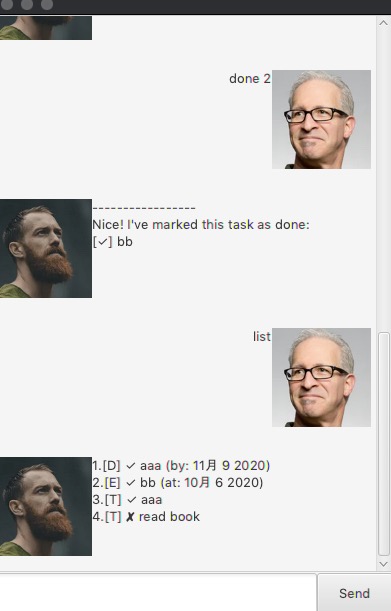 done 2
-----------------
Nice! I've marked this task as done:
[✓] bb
list
1.[D] ✓ aaa (by: 11月 9 2020)
2.[E] ✓ bb (at: 10月 6 2020)
3.[T] ✓ aaa
4.[T] ✘ read book
Send